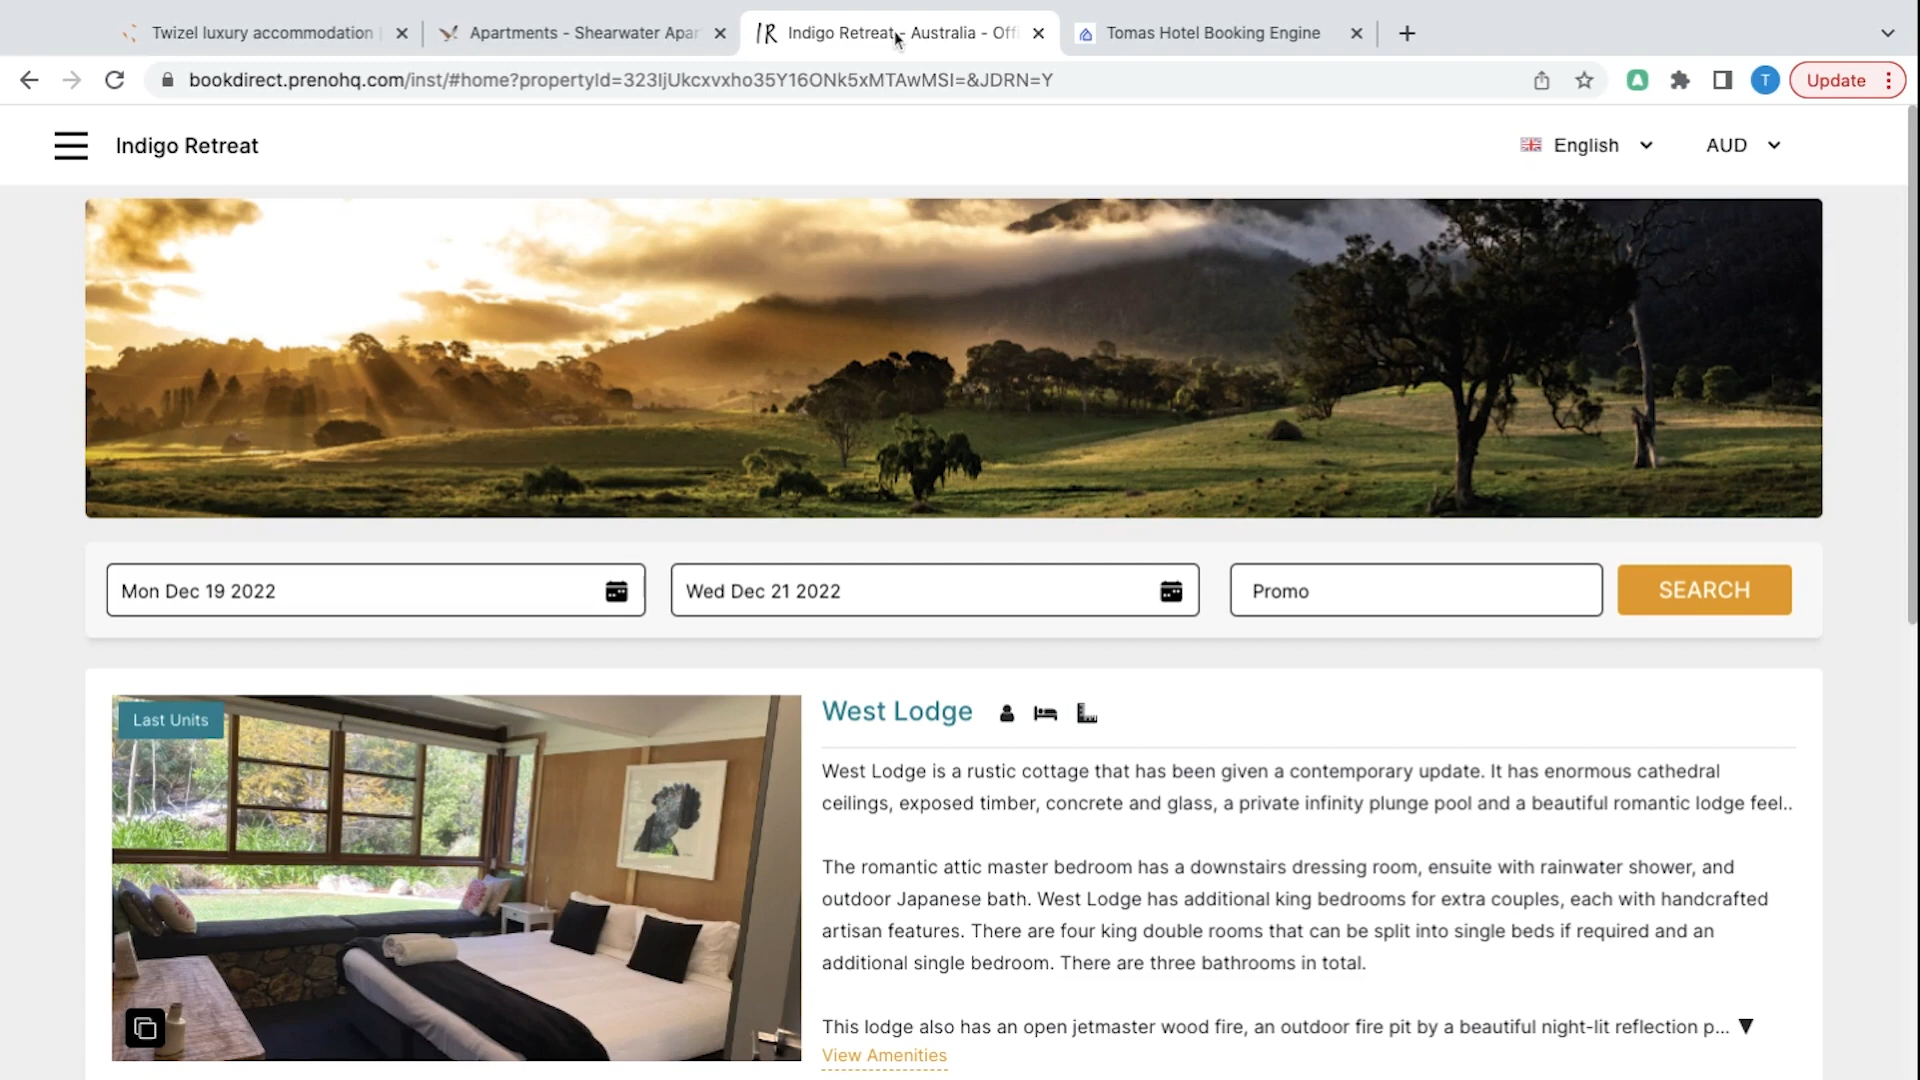 Twizel luxury accommodation
Apartments - Shearwater Apar
IR Indigo Retreat - Australia - Offi
Tomas Hotel Booking Engine
bookdirect.prenohq.com/inst/#home?propertyId=323IjUkcxvxho35Y16ONk5xMTAwMSI=&JDRN=Y
A
T
Update
Indigo Retreat
English
AUD
Mon Dec 19 2022
Wed Dec 21 2022
Promo
SEARCH
Last Units
West Lodge
West Lodge is a rustic cottage that has been given a contemporary update. It has enormous cathedral
ceilings, exposed timber, concrete and glass, a private infinity plunge pool and a beautiful romantic lodge feel..
The romantic attic master bedroom has a downstairs dressing room, ensuite with rainwater shower, and
outdoor Japanese bath. West Lodge has additional king bedrooms for extra couples, each with handcrafted
artisan features. There are four king double rooms that can be split into single beds if required and an
additional single bedroom. There are three bathrooms in total.
This lodge also has an open jetmaster wood fire, an outdoor fire pit by a beautiful night-lit reflection p...
View Amenities